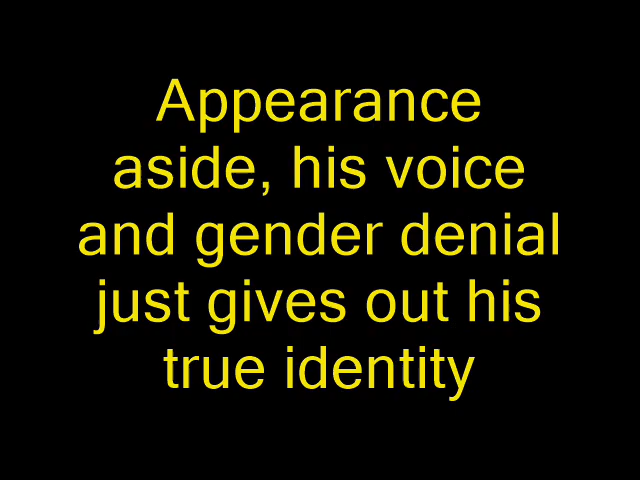 Appearance
aside, his voice
and gender denial
just gives out his
true identity